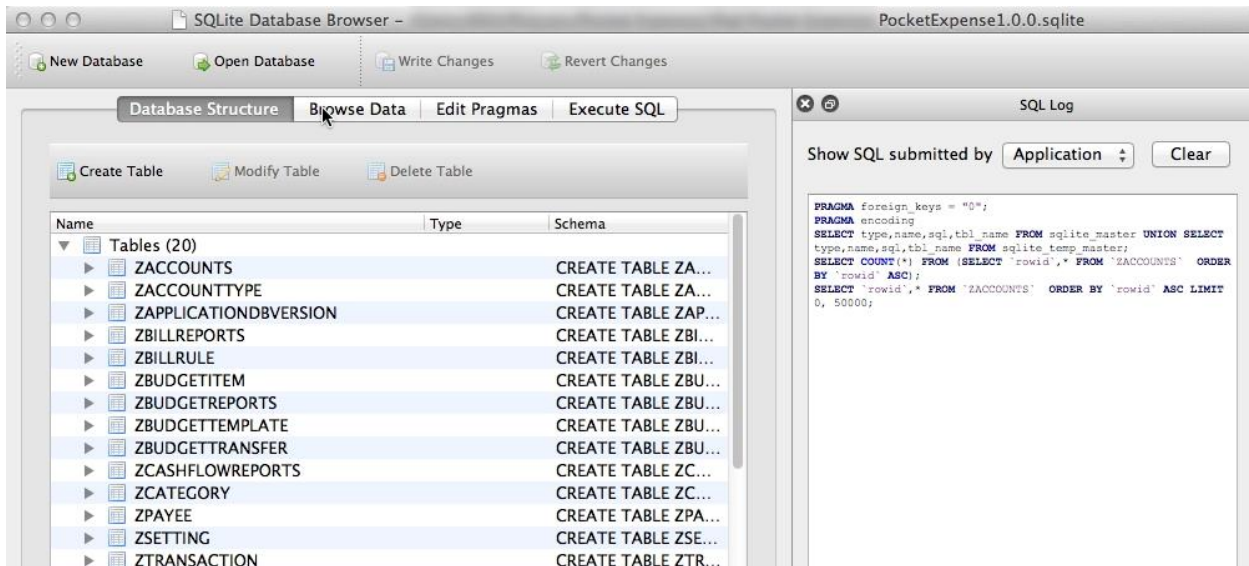 SQLite Database Browser –
PocketExpense1.0.0.sqlite
New Database
Open Database
Write Changes
Revert Changes
Database Structure
Browse Data
Edit Pragmas
Execute SQL
Create Table
Modify Table
Delete Table
Name Type Schema
Tables (20)
ZACCOUNTS CREATE TABLE ZA...
ZACCOUNTTYPE CREATE TABLE ZA...
ZAPPLICATIONDBVERSION CREATE TABLE ZAP...
ZBILLREPORTS CREATE TABLE ZBI...
ZBILLRULE CREATE TABLE ZBI...
ZBUDGETITEM CREATE TABLE ZBU...
ZBUDGETREPORTS CREATE TABLE ZBU...
ZBUDGETTEMPLATE CREATE TABLE ZBU...
ZBUDGETTRANSFER CREATE TABLE ZBU...
ZCASHFLOWREPORTS CREATE TABLE ZC...
ZCATEGORY CREATE TABLE ZC...
ZPAYEE CREATE TABLE ZPA...
ZSETTING CREATE TABLE ZSE...
ZTRANSACTION CREATE TABLE ZTR...
SQL Log
Show SQL submitted by Application Clear
PRAGMA foreign_keys = "0";
PRAGMA encoding
SELECT type,name,sql,tbl_name FROM sqlite_master UNION SELECT
type,name,sql,tbl_name FROM sqlite_temp_master;
SELECT COUNT(*) FROM (SELECT `rowid`,* FROM `ZACCOUNTS` ORDER
BY `rowid` ASC);
SELECT `rowid`,* FROM `ZACCOUNTS` ORDER BY `rowid` ASC LIMIT
0, 50000;